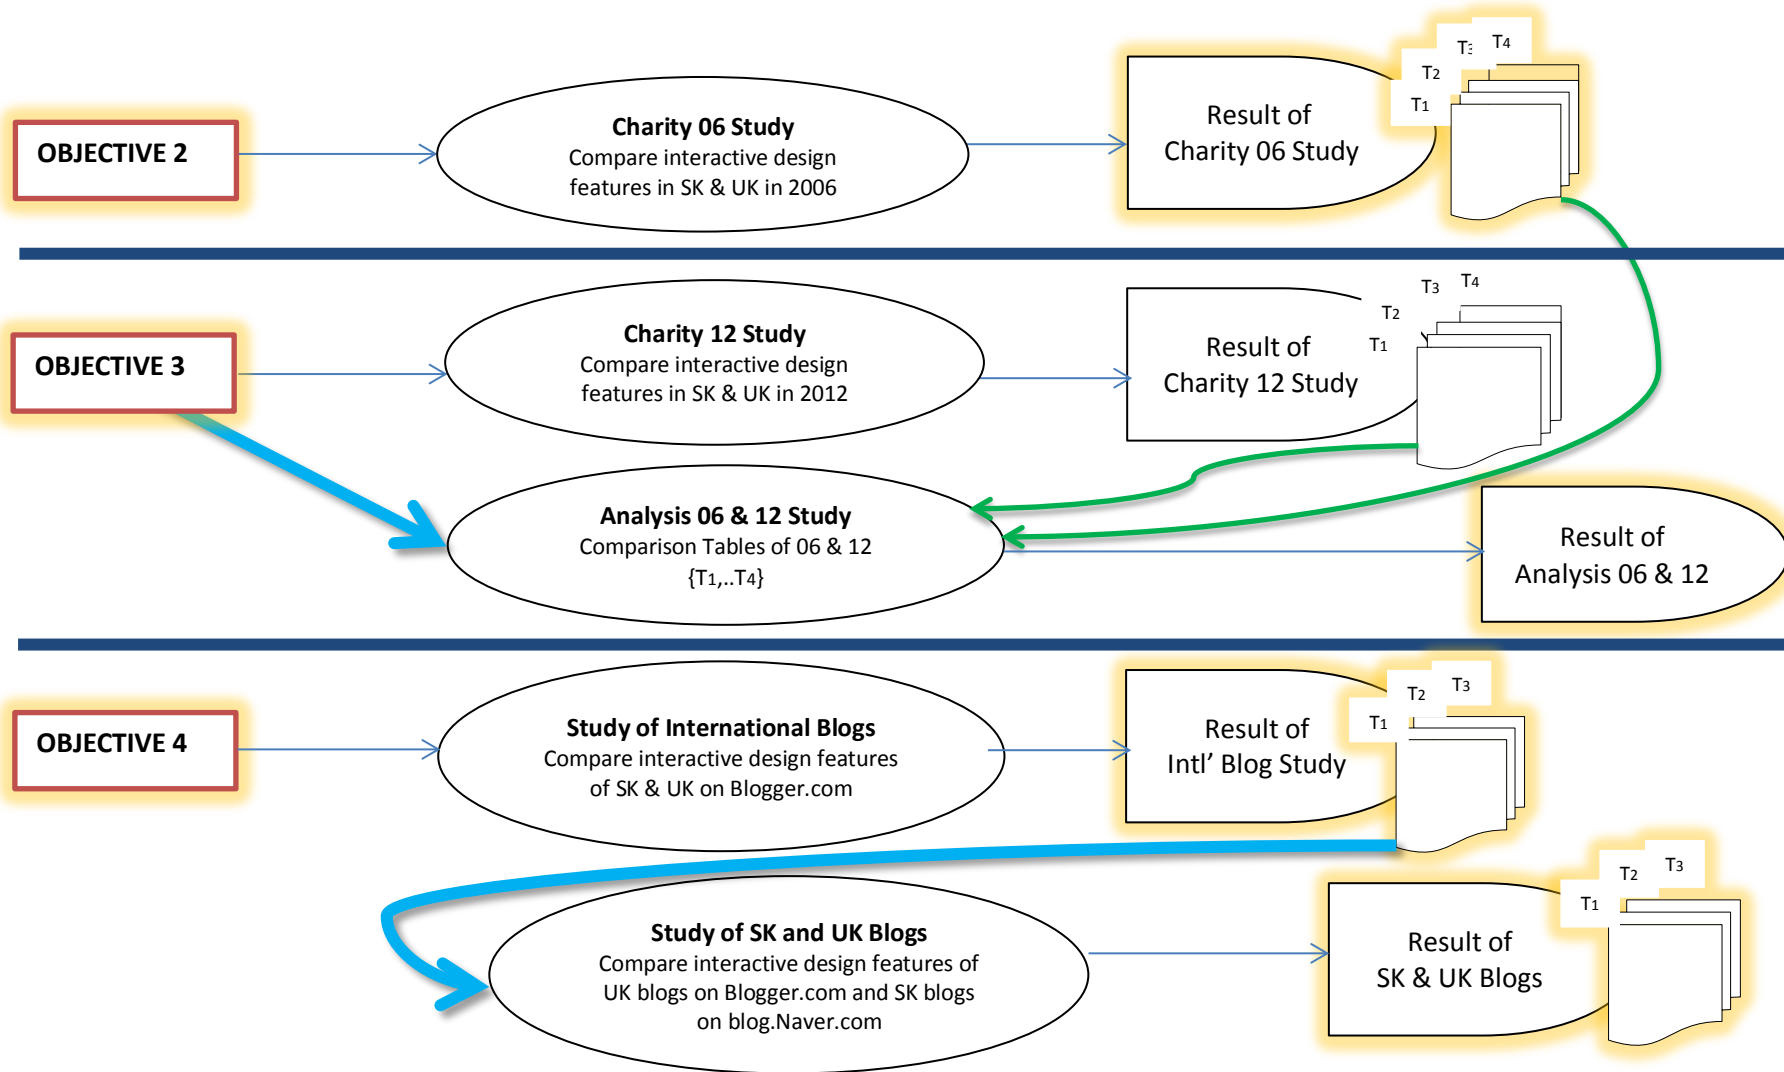 OBJECTIVE 2
Charity 06 Study
Compare interactive design
features in SK & UK in 2006
Result of
Charity 06 Study
T1
T2
T3
T4
OBJECTIVE 3
Charity 12 Study
Compare interactive design
features in SK & UK in 2012
Result of
Charity 12 Study
T1
T2
T3
T4
Analysis 06 & 12 Study
Comparison Tables of 06 & 12
{T1,..T4}
Result of
Analysis 06 & 12
OBJECTIVE 4
Study of International Blogs
Compare interactive design features
of SK & UK on Blogger.com
Result of
Intl’ Blog Study
T1
T2
T3
Study of SK and UK Blogs
Compare interactive design features of
UK blogs on Blogger.com and SK blogs
on blog.Naver.com
Result of
SK & UK Blogs
T1
T2
T3